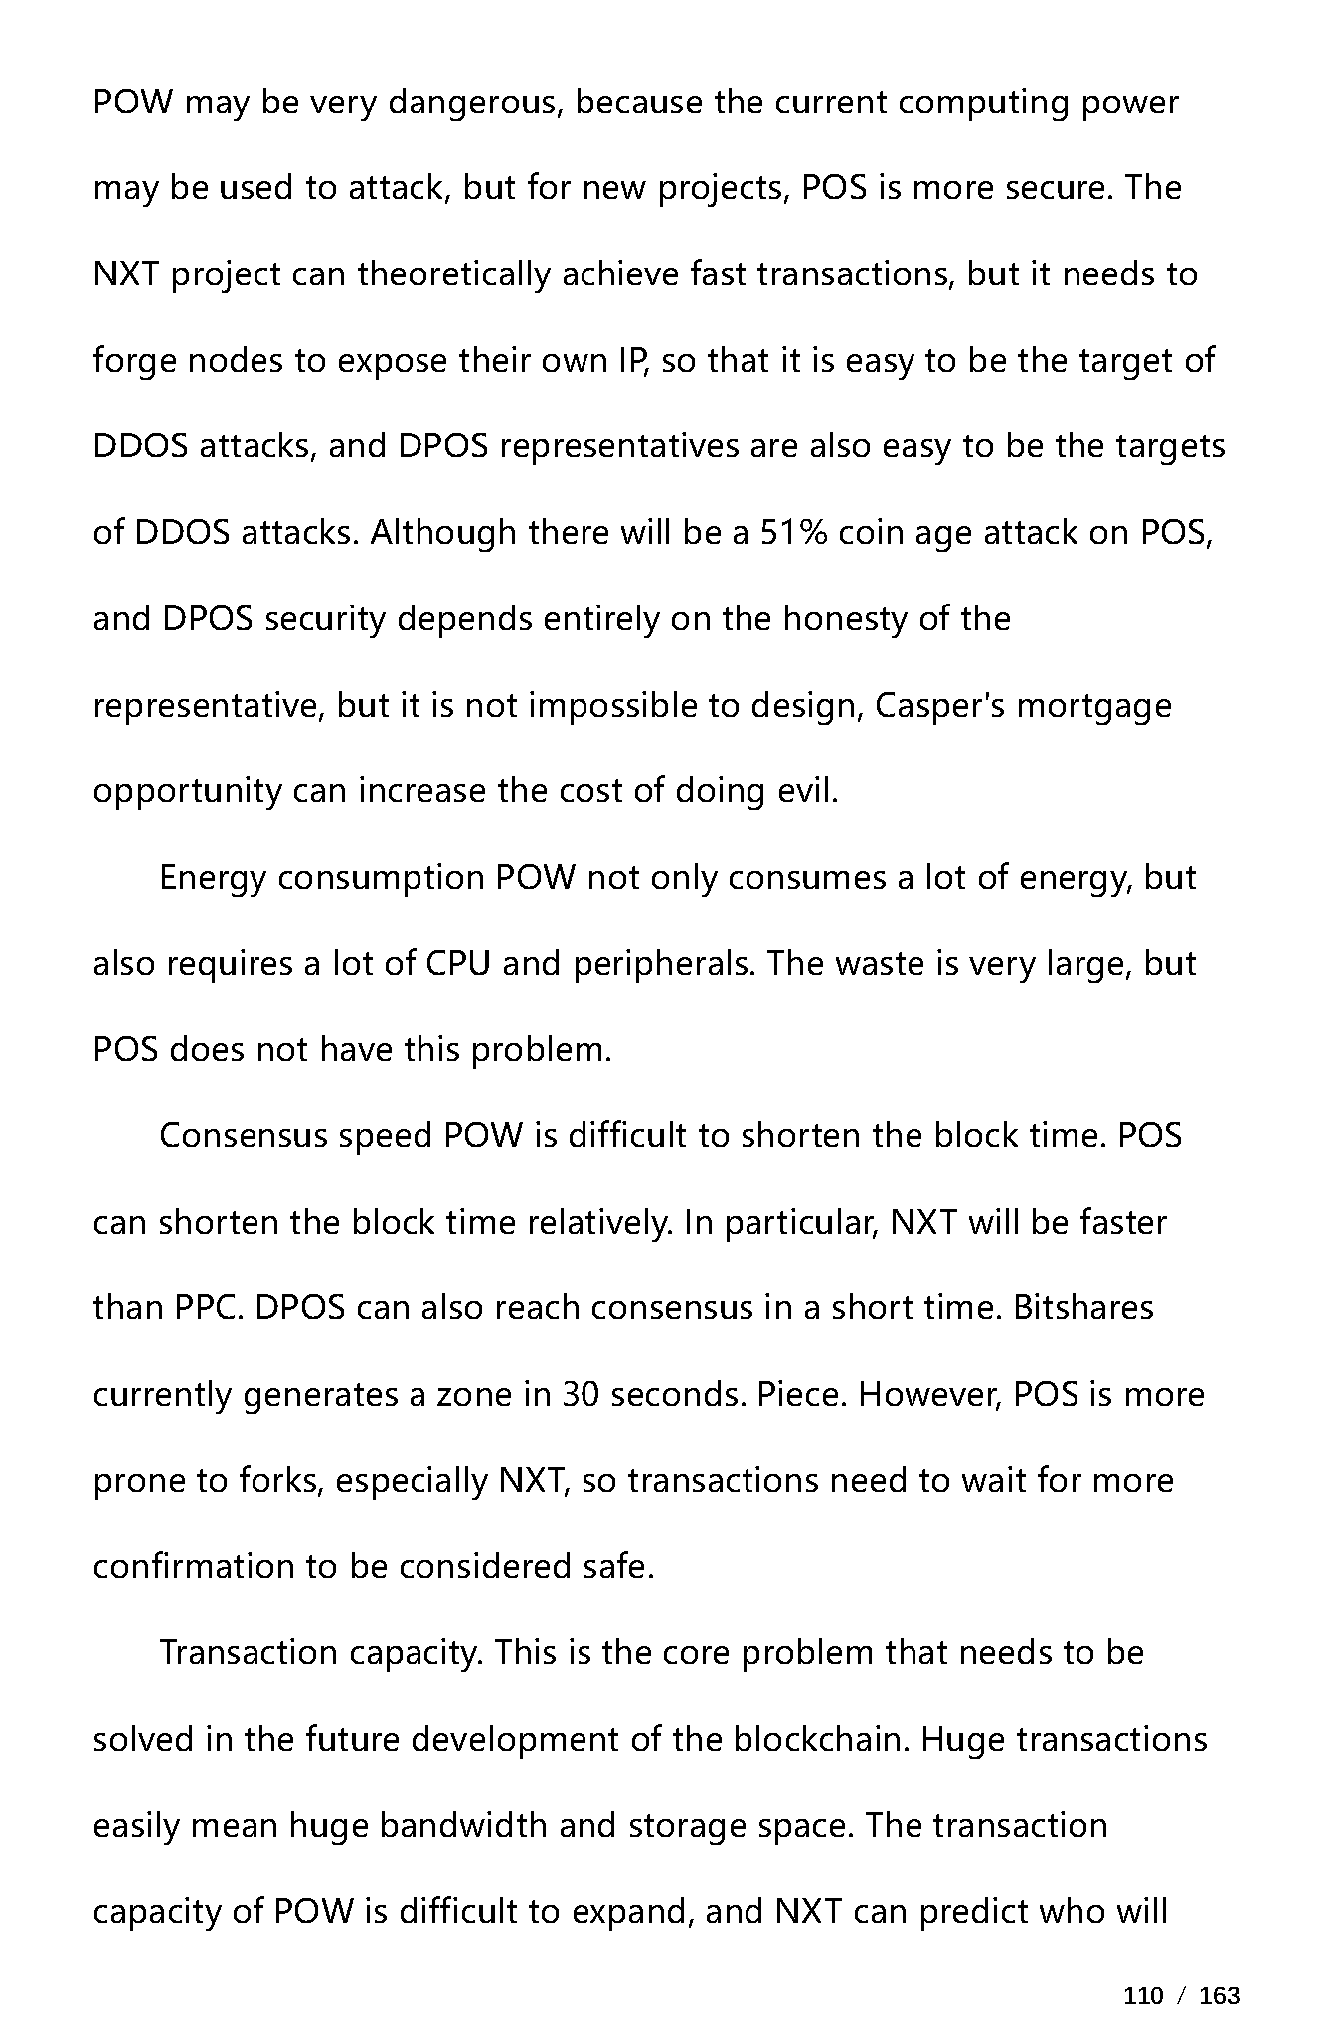 POW may be very dangerous, because the current computing power
may be used to attack, but for new projects, POS is more secure. The
NXT project can theoretically achieve fast transactions, but it needs to
forge nodes to expose their own IP, so that it is easy to be the target of
DDOS attacks, and DPOS representatives are also easy to be the targets
of DDOS attacks. Although there will be a 51% coin age attack on POS,
and DPOS security depends entirely on the honesty of the
representative, but it is not impossible to design, Casper's mortgage
opportunity can increase the cost of doing evil.
Energy consumption POW not only consumes a lot of energy, but
also requires a lot of CPU and peripherals. The waste is very large, but
POS does not have this problem.
Consensus speed POW is difficult to shorten the block time. POS
can shorten the block time relatively. In particular, NXT will be faster
than PPC. DPOS can also reach consensus in a short time. Bitshares
currently generates a zone in 30 seconds. Piece. However, POS is more
prone to forks, especially NXT, so transactions need to wait for more
confirmation to be considered safe.
Transaction capacity. This is the core problem that needs to be
solved in the future development of the blockchain. Huge transactions
easily mean huge bandwidth and storage space. The transaction
capacity of POW is difficult to expand, and NXT can predict who will
110 / 163